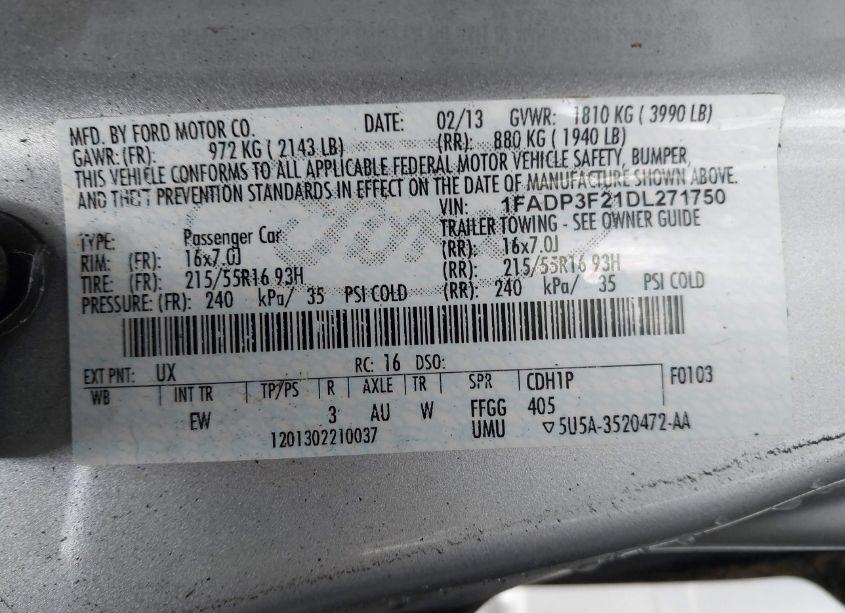 MFD. BY FORD MOTOR CO. DATE: 02/13 GVWR: 1810 KG ( 3990 LB)
GAWR: (FR): 972 KG ( 2143 LB) (RR): 880 KG ( 1940 LB)
THIS VEHICLE CONFORMS TO ALL APPLICABLE FEDERAL MOTOR VEHICLE SAFETY, BUMPER,
AND THEFT PREVENTION STANDARDS IN EFFECT ON THE DATE OF MANUFACTURE SHOWN ABOVE.
VIN: 1FADP3F21DL271750
TYPE: Passenger Car TRAILER TOWING - SEE OWNER GUIDE
RIM: (FR): 16x7.0J (RR): 16x7.0J
TIRE: (FR): 215/55R16 93H (RR): 215/55R16 93H
PRESSURE: (FR): 240 kPa/ 35 PSI COLD (RR): 240 kPa/ 35 PSI COLD
EXT PNT: UX RC: 16 DSO: F0103
WB INT TR TP/PS R AXLE TR SPR CDH1P
EW 3 AU W FFGG 405
1201302210037 UMU ▽5U5A-3520472-AA